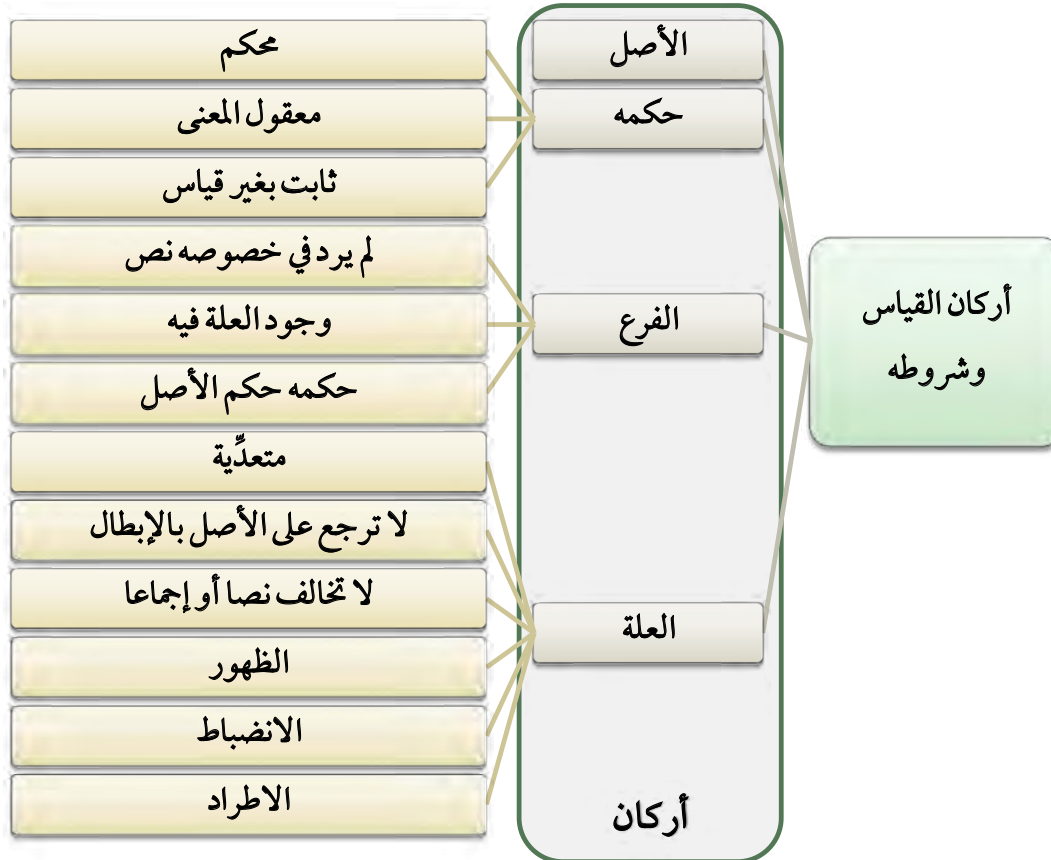 أركان القياس
وشروطه
الأصل
حكمه
محكم
معقول المعنى
ثابت بغير قياس
الفرع
لم يرد في خصوصه نص
وجود العلة فيه
حكمه حكم الأصل
العلة
متعدِّية
لا ترجع على الأصل بالإبطال
لا تخالف نصا أو إجماعا
الظهور
الانضباط
الاطراد
أركان